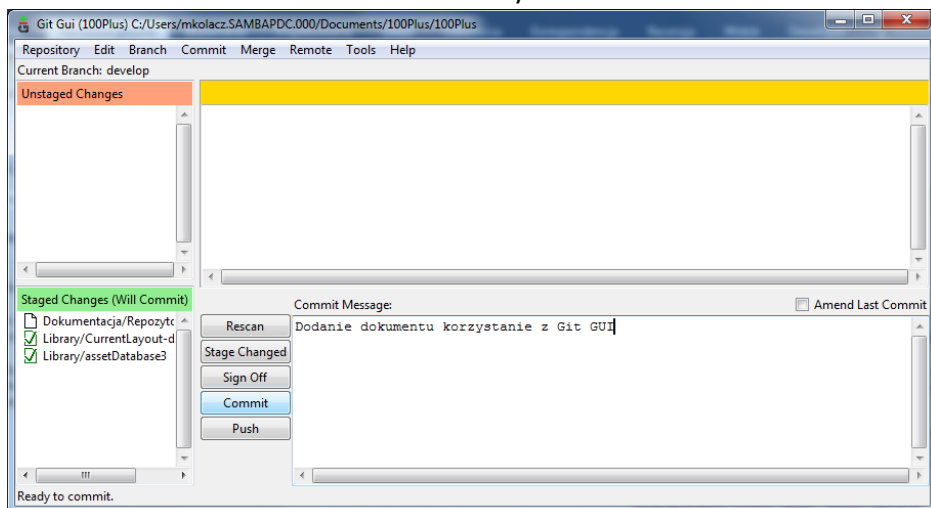 Git Gui (100Plus) C:/Users/mkolacz.SAMBAPDC.000/Documents/100Plus/100Plus
Repository Edit Branch Commit Merge Remote Tools Help
Current Branch: develop
Unstaged Changes
Staged Changes (Will Commit)
Dokumentacja/Repozytc
Library/CurrentLayout-d
Library/assetDatabase3
Rescan
Stage Changed
Sign Off
Commit
Push
Commit Message:
Amend Last Commit
Dodanie dokumentu korzystanie z Git GUI
Ready to commit.